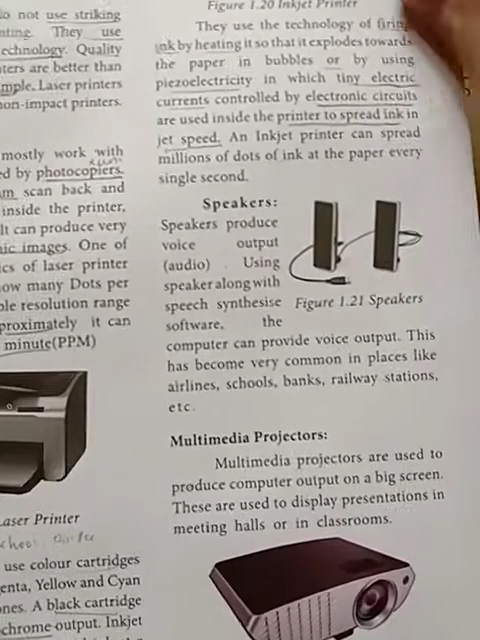 do not use striking
nting. They use
echnology. Quality
ters are better than
mple. Laser printers
non-impact printers.
mostly work with
ed by photocopiers.
am scan back and
inside the printer,
It can produce very
hic images. One of
ics of laser printer
how many Dots per
ble resolution range
proximately it can
minute(PPM)
Laser Printer
use colour cartridges
genta, Yellow and Cyan
ones. A black cartridge
chrome output. Inkjet
Figure 1.20 Inkjet Printer
They use the technology of firing
ink by heating it so that it explodes towards
the paper in bubbles or by using
piezoelectricity in which tiny electric
currents controlled by electronic circuits
are used inside the printer to spread ink in
jet speed. An Inkjet printer can spread
millions of dots of ink at the paper every
single second.
Speakers:
Speakers produce
voice output
(audio) . Using
speaker along with
speech synthesise
software, the
Figure 1.21 Speakers
computer can provide voice output. This
has become very common in places like
airlines, schools, banks, railway stations,
etc.
Multimedia Projectors:
Multimedia projectors are used to
produce computer output on a big screen.
These are used to display presentations in
meeting halls or in classrooms.